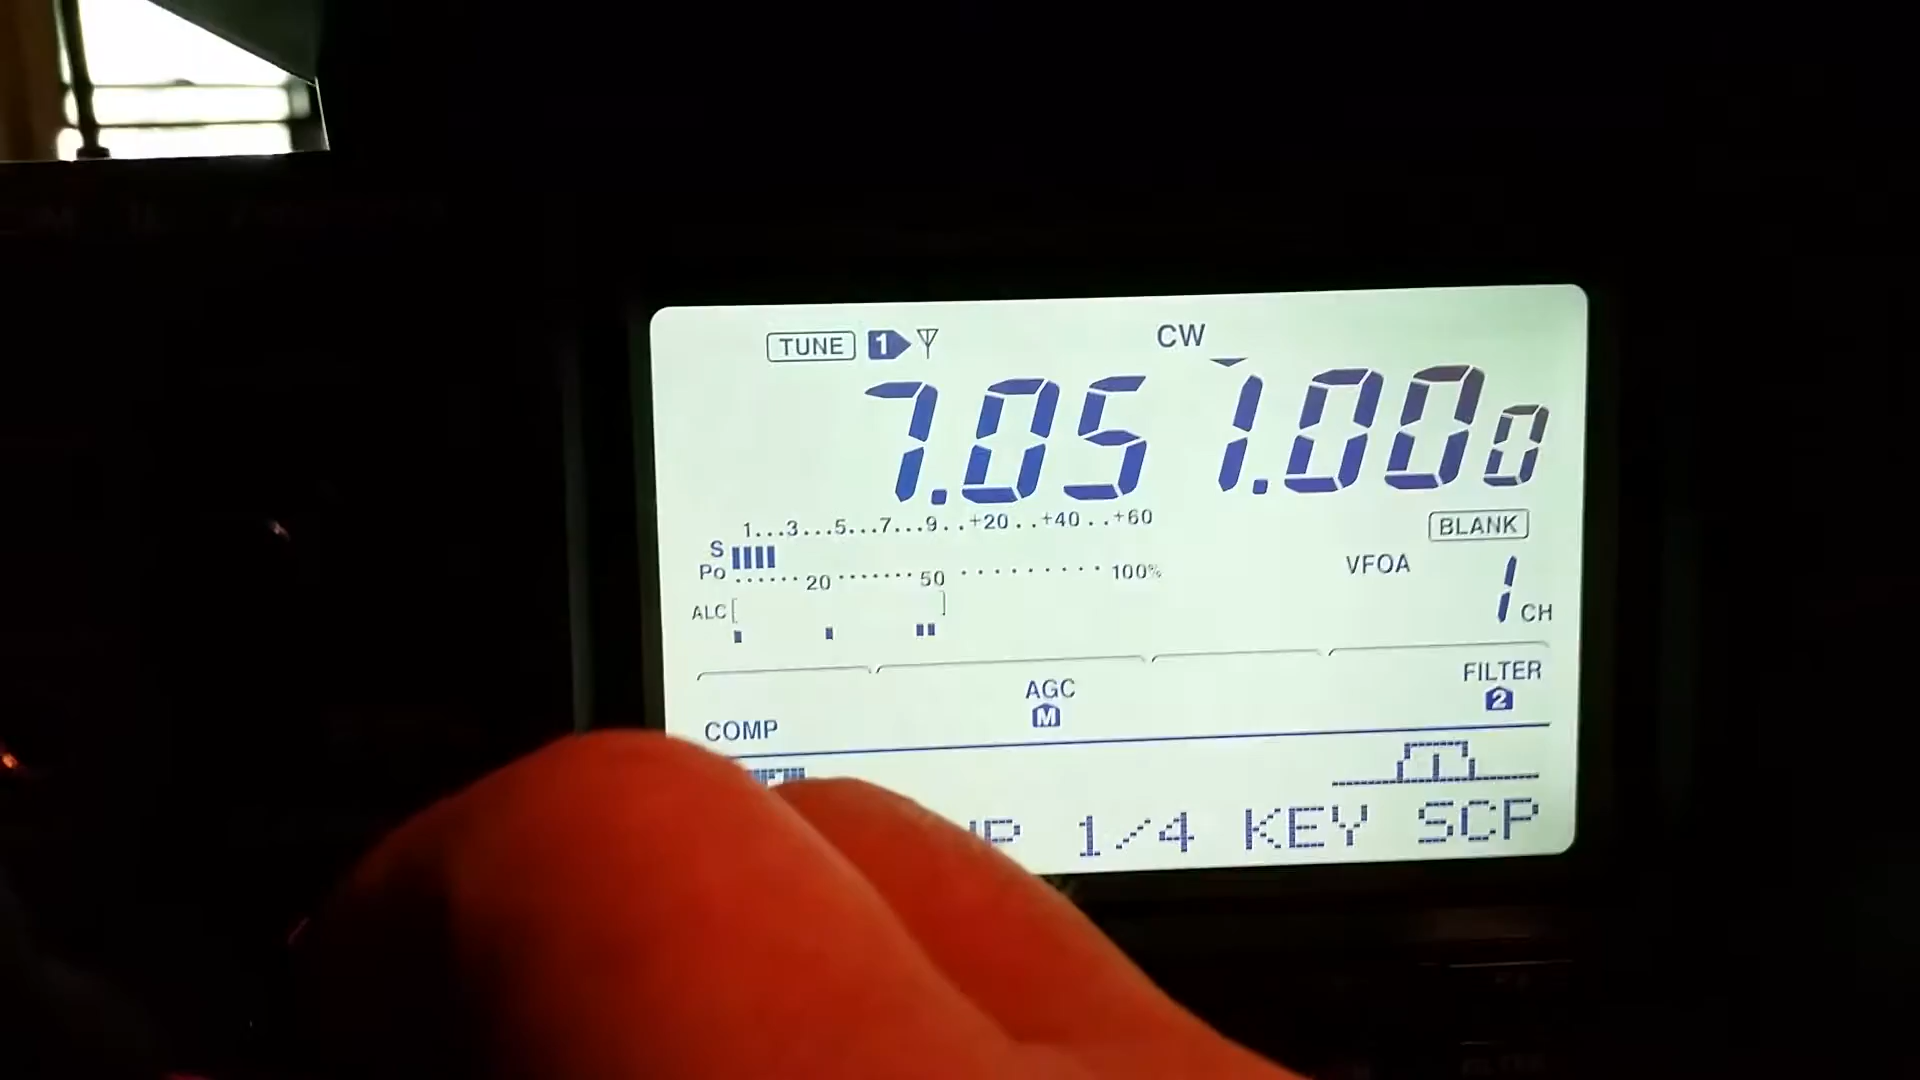 TUNE 1 CW
7.051.000
1...3...5...7...9..+20..+40..+60
S
BLANK
Po ······20·······50 ·········100%
VFOA 1 CH
ALC
AGC FILTER
M 2
COMP
1/4 KEY SCP